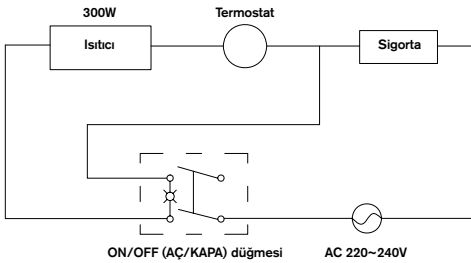 300W
Termostat
Isıtıcı
Sigorta
ON/OFF (AÇ/KAPA) düğmesi
AC 220~240V